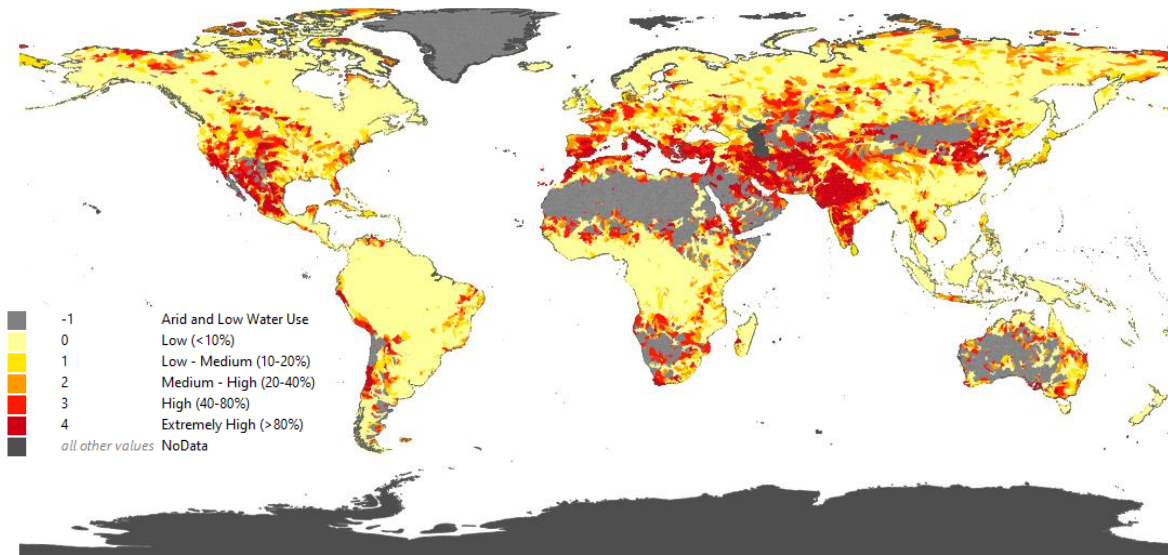 -1 Arid and Low Water Use
0 Low (<10%)
1 Low - Medium (10-20%)
2 Medium - High (20-40%)
3 High (40-80%)
4 Extremely High (>80%)
all other values NoData